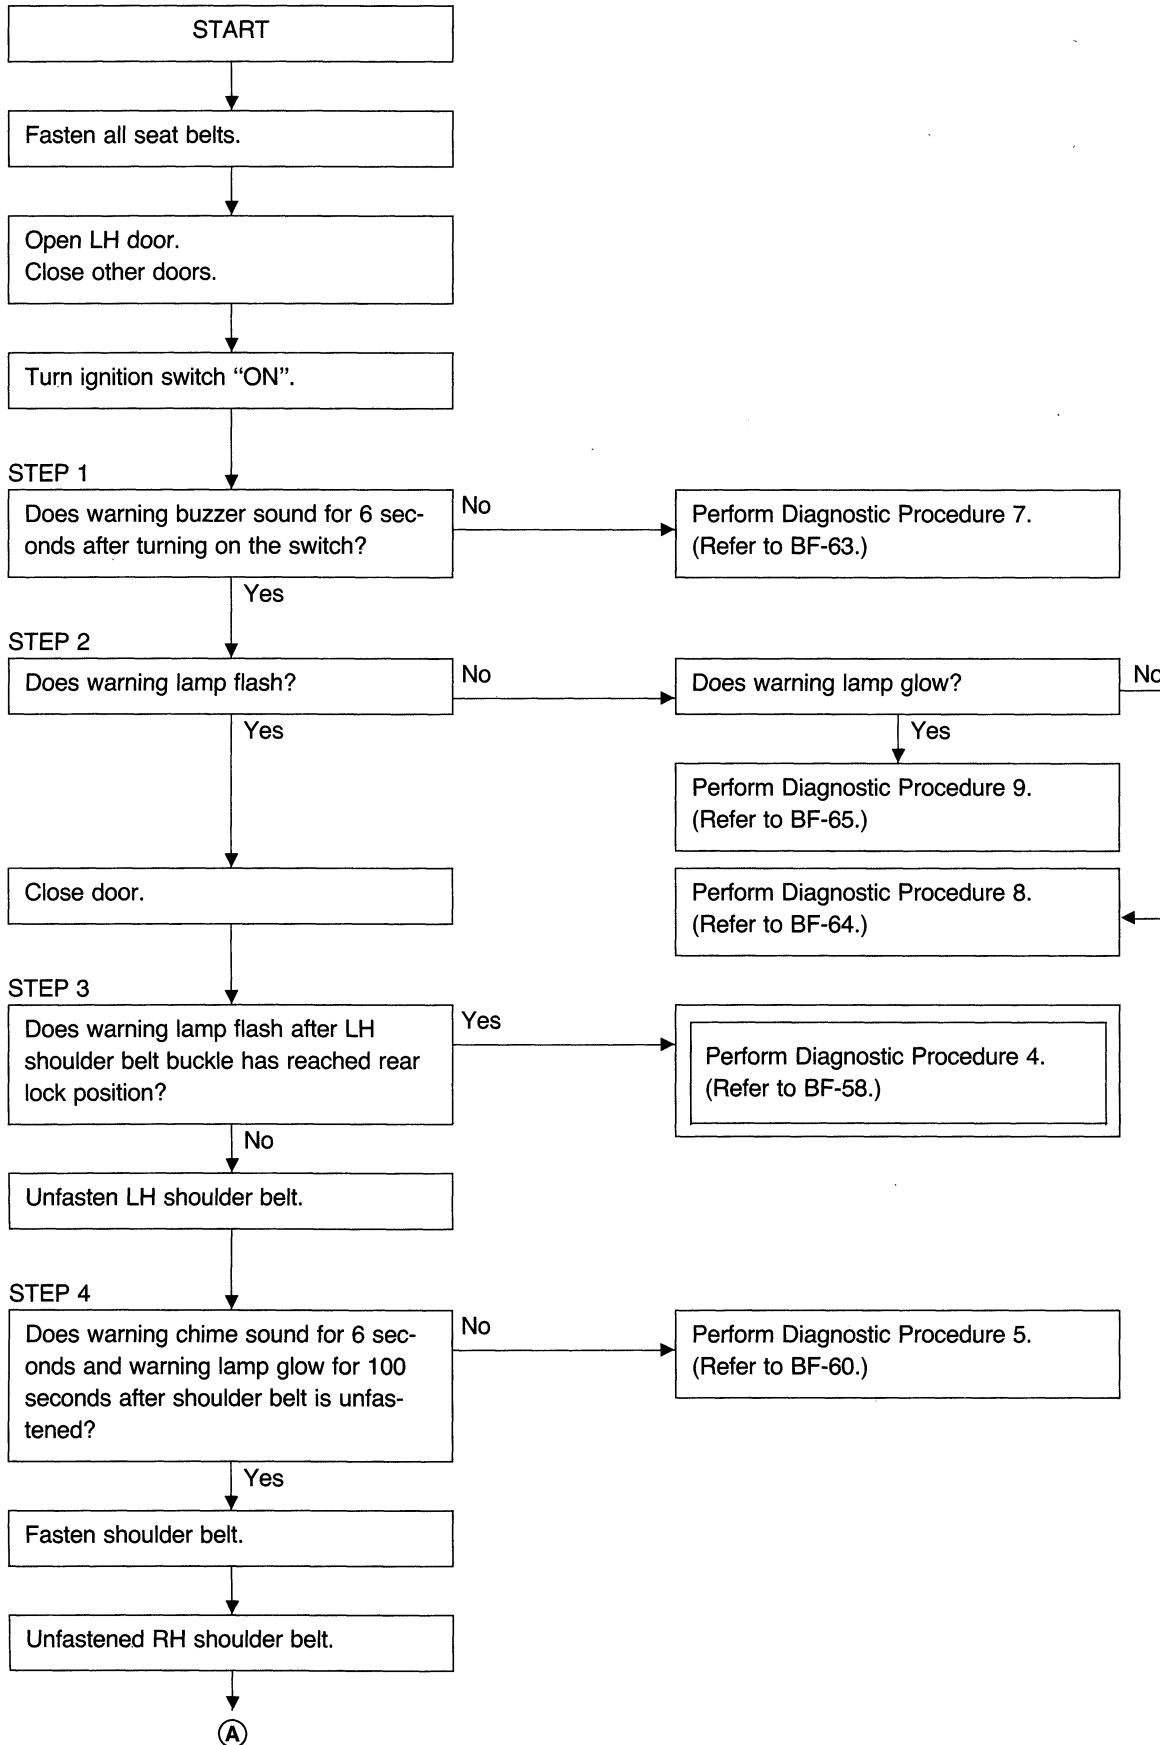 START
Fasten all seat belts.
Open LH door.
Close other doors.
Turn ignition switch “ON”.
STEP 1
Does warning buzzer sound for 6 sec-
onds after turning on the switch?
No
Perform Diagnostic Procedure 7.
(Refer to BF-63.)
Yes
STEP 2
Does warning lamp flash?
No
Does warning lamp glow?
No
Yes
Yes
Perform Diagnostic Procedure 9.
(Refer to BF-65.)
Close door.
Perform Diagnostic Procedure 8.
(Refer to BF-64.)
STEP 3
Does warning lamp flash after LH
shoulder belt buckle has reached rear
lock position?
Yes
Perform Diagnostic Procedure 4.
(Refer to BF-58.)
No
Unfasten LH shoulder belt.
STEP 4
Does warning chime sound for 6 sec-
onds and warning lamp glow for 100
seconds after shoulder belt is unfas-
tened?
No
Perform Diagnostic Procedure 5.
(Refer to BF-60.)
Yes
Fasten shoulder belt.
Unfastened RH shoulder belt.
A